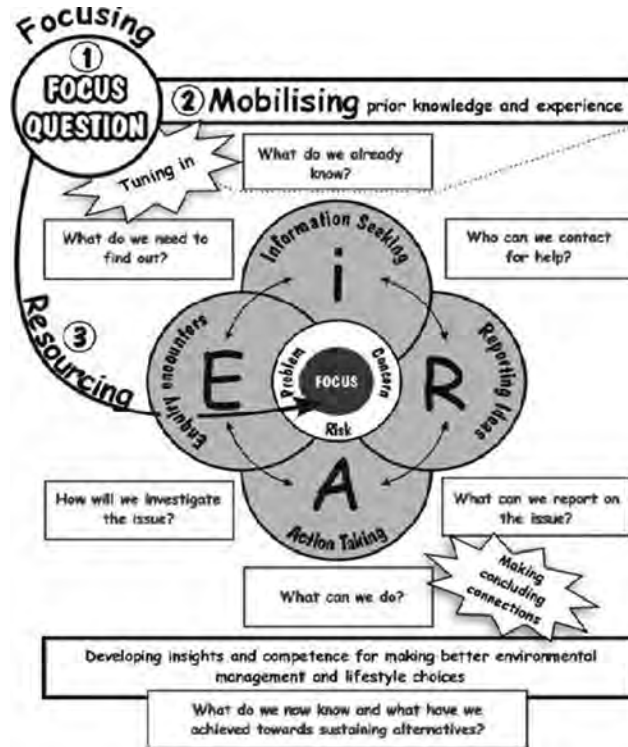 Focusing
1
FOCUS
QUESTION
2 Mobilising prior knowledge and experience
Tuning in
What do we already
know?
What do we need to
find out?
Who can we contact
for help?
3
Resourcing
Information Seeking
i
Enquiry encounters
E
Reporting Ideas
R
Problem
Concern
Risk
FOCUS
A
Action Taking
How will we investigate
the issue?
What can we report on
the issue?
What can we do?
Making
concluding
connections
Developing insights and competence for making better environmental
management and lifestyle choices
What do we now know and what have we
achieved towards sustaining alternatives?